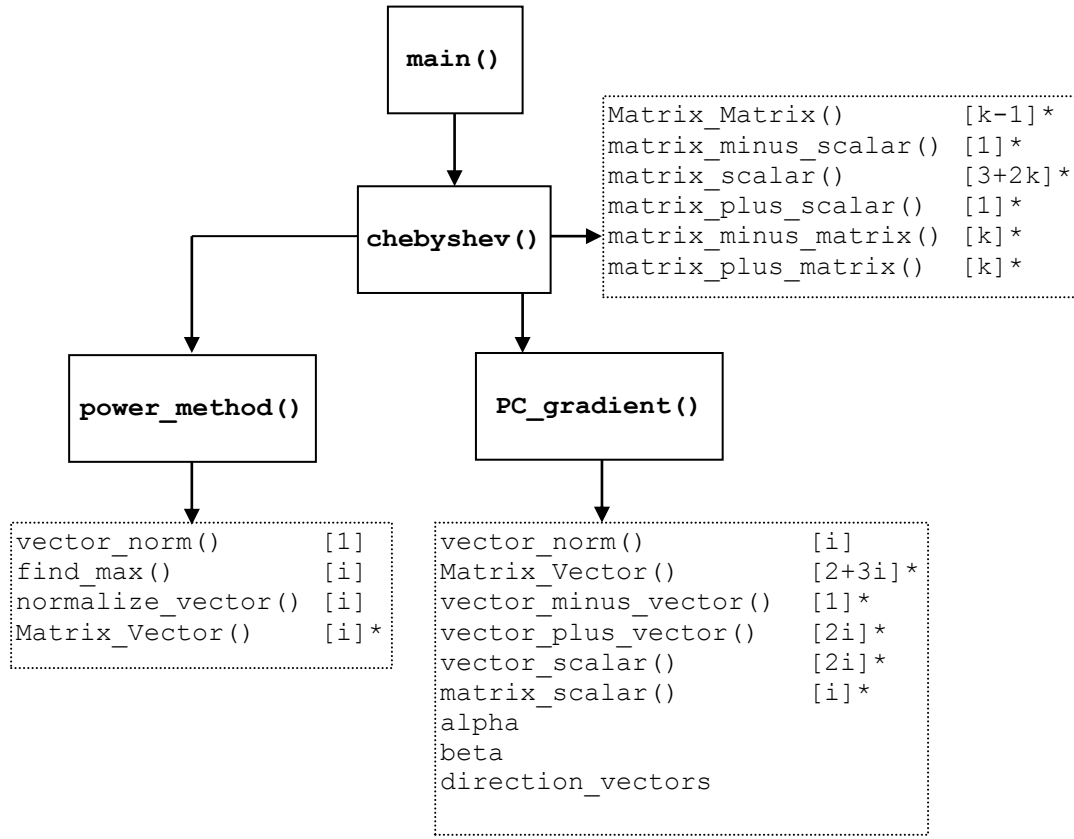 main()
Matrix_Matrix() [k-1]*
matrix_minus_scalar() [1]*
matrix_scalar() [3+2k]*
matrix_plus_scalar() [1]*
matrix_minus_matrix() [k]*
matrix_plus_matrix() [k]*
chebyshev()
power_method()
PC_gradient()
vector_norm() [1]
find_max() [i]
normalize_vector() [i]
Matrix_Vector() [i]*
vector_norm() [i]
Matrix_Vector() [2+3i]*
vector_minus_vector() [1]*
vector_plus_vector() [2i]*
vector_scalar() [2i]*
matrix_scalar() [i]*
alpha
beta
direction_vectors